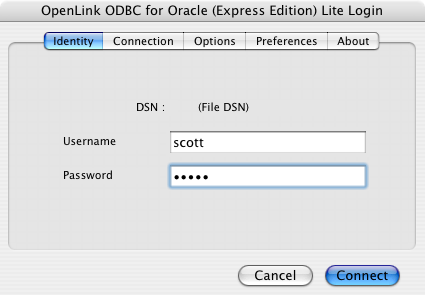 OpenLink ODBC for Oracle (Express Edition) Lite Login
Identity Connection Options Preferences About
DSN : (File DSN)
Username scott
Password •••••
Cancel Connect